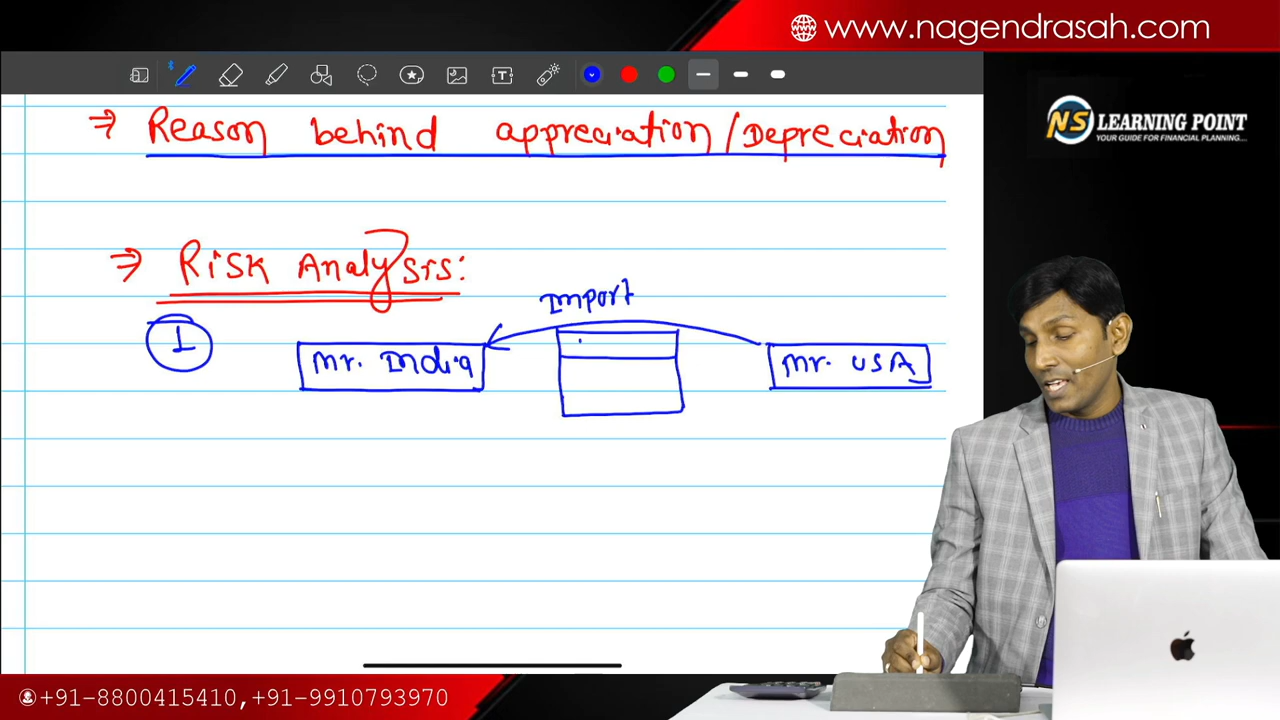 www.nagendrasah.com
NS LEARNING POINT
YOUR GUIDE FOR FINANCIAL PLANNING....
⇒ Reason behind appreciation/Depreciation
⇒ Risk Analysis:
1
Import
Mr. India
Mr. USA
+91-8800415410,+91-9910793970